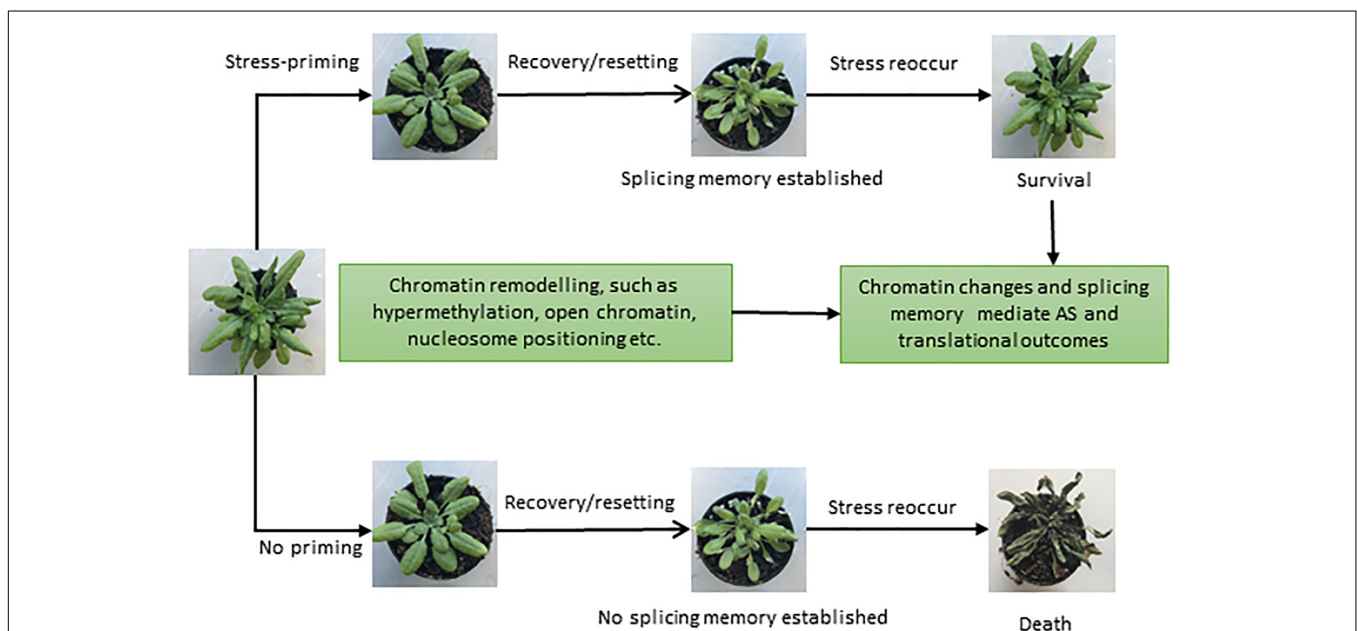 Stress-priming
Recovery/resetting
Stress reoccur
Splicing memory established
Survival
Chromatin remodelling, such as
hypermethylation, open chromatin,
nucleosome positioning etc.
Chromatin changes and splicing
memory mediate AS and
translational outcomes
No priming
Recovery/resetting
Stress reoccur
No splicing memory established
Death